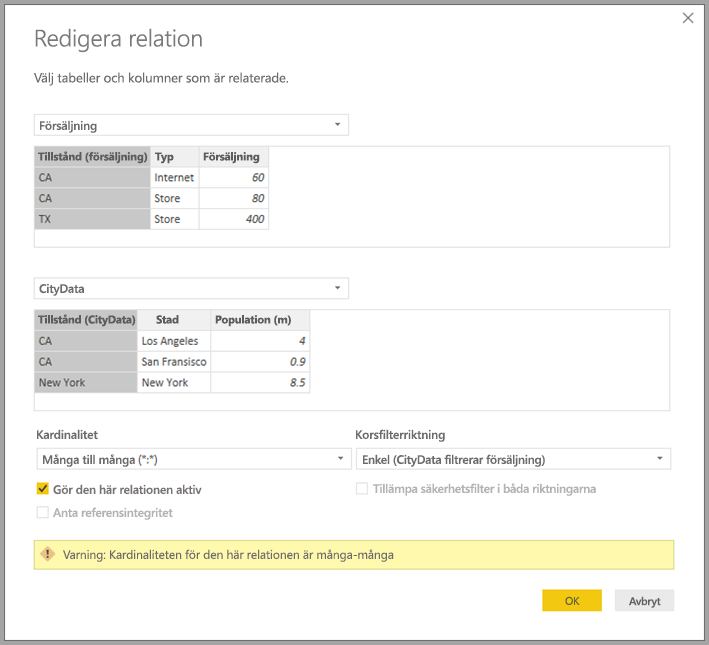 Redigera relation
Välj tabeller och kolumner som är relaterade.
Försäljning
Tillstånd (försäljning) Typ Försäljning
CA Internet 60
CA Store 80
TX Store 400
CityData
Tillstånd (CityData) Stad Population (m)
CA Los Angeles 4
CA San Fransisco 0.9
New York New York 8.5
Kardinalitet Korsfilterriktning
Många till många (*:*) Enkel (CityData filtrerar försäljning)
Gör den här relationen aktiv Tillämpa säkerhetsfilter i båda riktningarna
Anta referensintegritet
Varning: Kardinaliteten för den här relationen är många-många
OK Avbryt